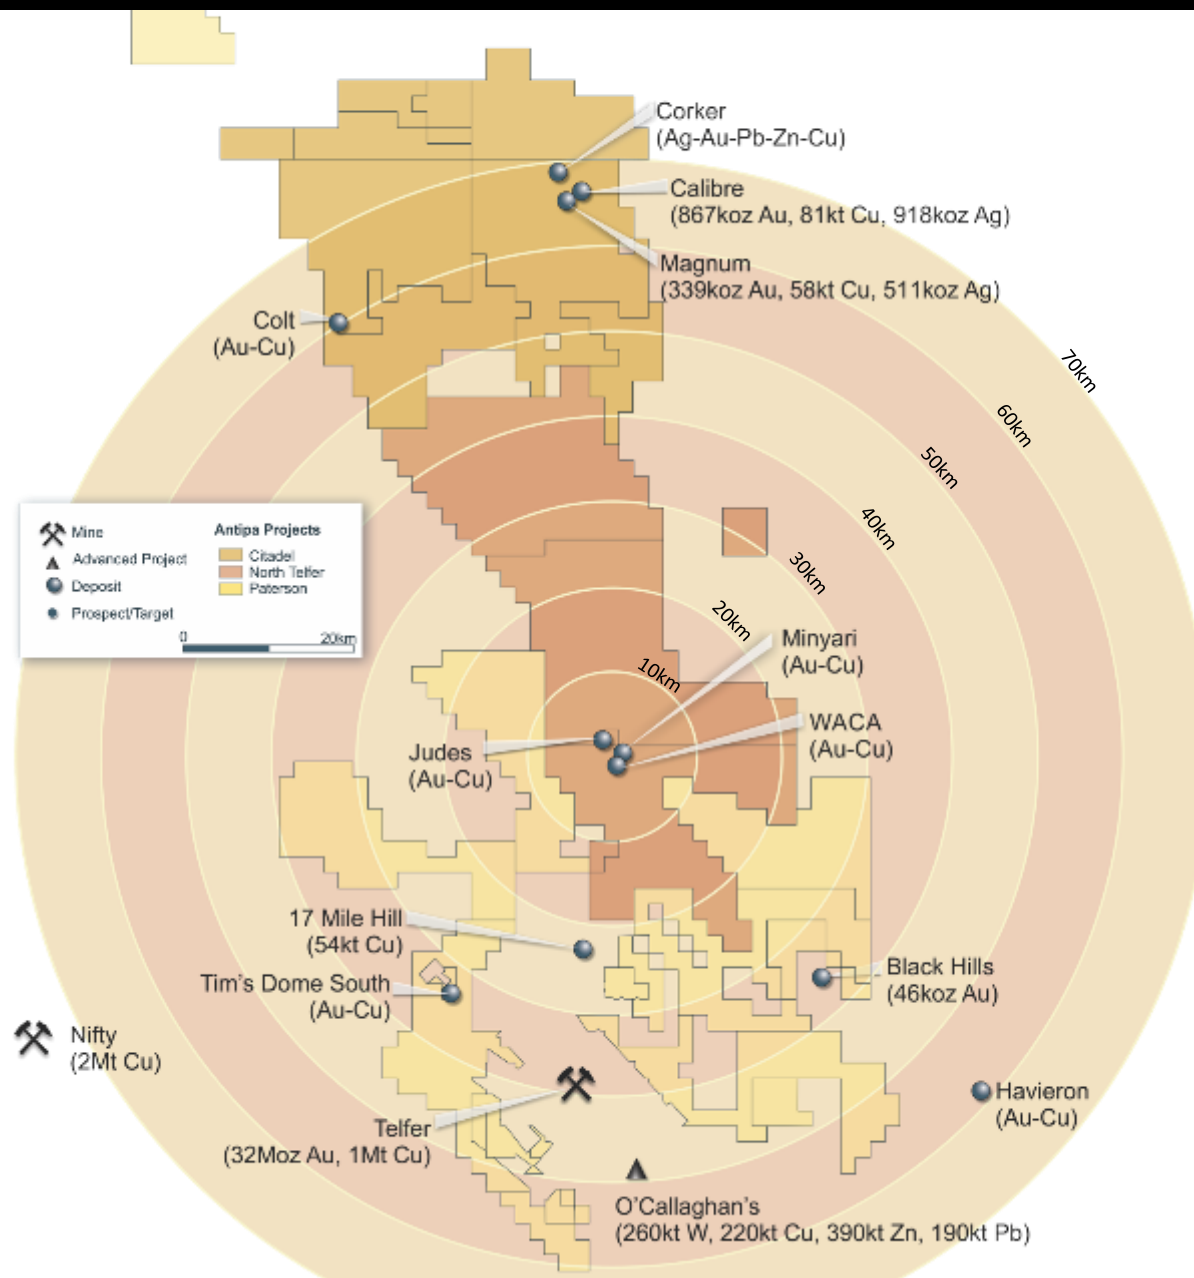 Corker
(Ag-Au-Pb-Zn-Cu)
Calibre
(867koz Au, 81kt Cu, 918koz Ag)
Magnum
(339koz Au, 58kt Cu, 511koz Ag)
Colt
(Au-Cu)
70km
60km
50km
40km
30km
20km
10km
Mine
Advanced Project
Deposit
Prospect/Target
Antipa Projects
Citadel
North Telfer
Paterson
0 20km
Minyari
(Au-Cu)
WACA
(Au-Cu)
Judes
(Au-Cu)
17 Mile Hill
(54kt Cu)
Tim's Dome South
(Au-Cu)
Black Hills
(46koz Au)
Nifty
(2Mt Cu)
Havieron
(Au-Cu)
Telfer
(32Moz Au, 1Mt Cu)
O'Callaghan's
(260kt W, 220kt Cu, 390kt Zn, 190kt Pb)